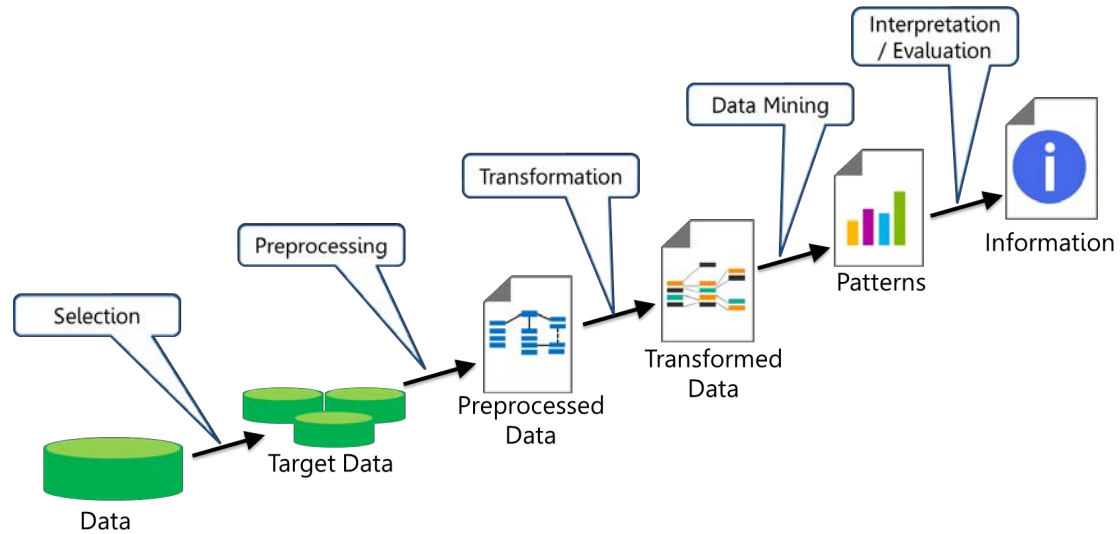 Interpretation
/ Evaluation
Data Mining
Transformation
Preprocessing
Selection
Data
Target Data
Preprocessed
Data
Transformed
Data
Patterns
i
Information